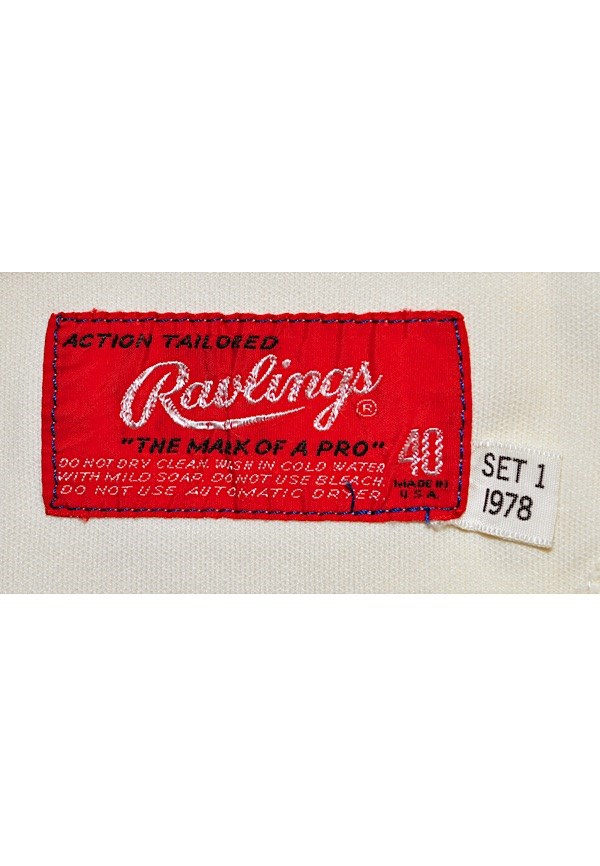 ACTION TAILORED
Rawlings ®
"THE MARK OF A PRO"
40
DO NOT DRY CLEAN. WASH IN COLD WATER
WITH MILD SOAP. DO NOT USE BLEACH.
DO NOT USE AUTOMATIC DRYER.
MADE IN
U.S.A.
SET 1
1978